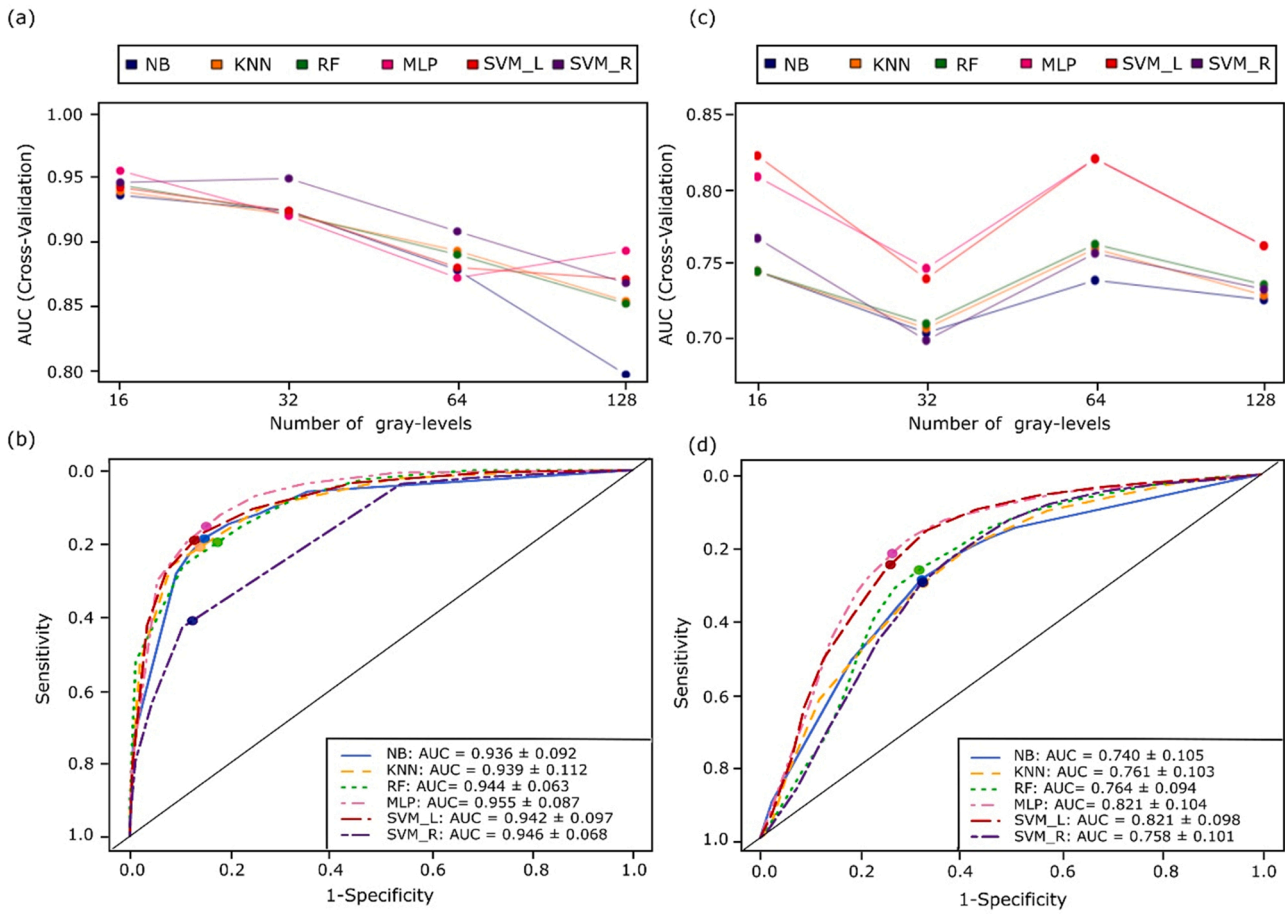 (a)
NB KNN RF MLP SVM_L SVM_R
1.00
0.95
0.90
0.85
0.80
AUC (Cross-Validation)
16 32 64 128
Number of gray-levels
(c)
NB KNN RF MLP SVM_L SVM_R
0.85
0.80
0.75
0.70
AUC (Cross-Validation)
16 32 64 128
Number of gray-levels
(b)
0.0
0.2
0.4
0.6
0.8
1.0
Sensitivity
NB: AUC = 0.936 ± 0.092
KNN: AUC = 0.939 ± 0.112
RF: AUC= 0.944 ± 0.063
MLP: AUC= 0.955 ± 0.087
SVM_L: AUC = 0.942 ± 0.097
SVM_R: AUC = 0.946 ± 0.068
0.0 0.2 0.4 0.6 0.8 1.0
1-Specificity
(d)
0.0
0.2
0.4
0.6
0.8
1.0
Sensitivity
NB: AUC = 0.740 ± 0.105
KNN: AUC = 0.761 ± 0.103
RF: AUC = 0.764 ± 0.094
MLP: AUC = 0.821 ± 0.104
SVM_L: AUC = 0.821 ± 0.098
SVM_R: AUC = 0.758 ± 0.101
0.0 0.2 0.4 0.6 0.8 1.0
1-Specificity